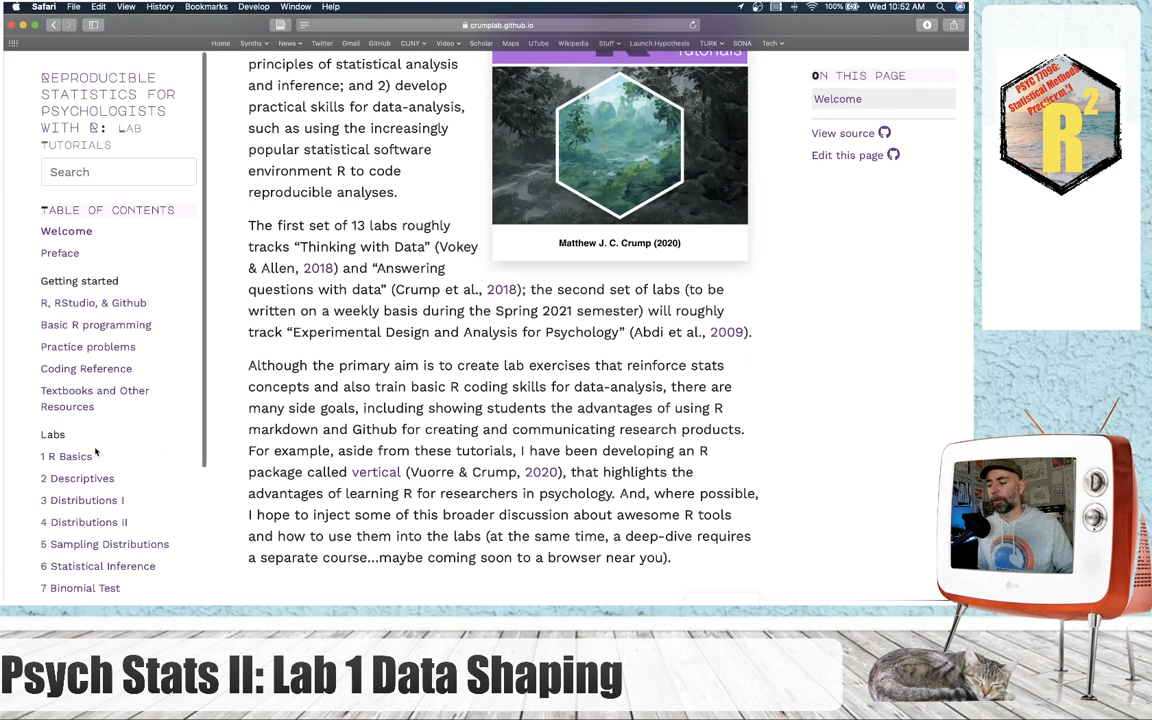 Safari File Edit View History Bookmarks Develop Window Help 100% Wed 10:52 AM
crumplab.github.io
Home Synths News Twitter Gmail GitHub CUNY Video Scholar Maps UTube Wikipedia Stuff Launch Hypothesis TURK SONA Tech
REPRODUCIBLE
STATISTICS FOR
PSYCHOLOGISTS
WITH R: LAB
TUTORIALS
Search
TABLE OF CONTENTS
Welcome
Preface
Getting started
R, RStudio, & Github
Basic R programming
Practice problems
Coding Reference
Textbooks and Other
Resources
Labs
1 R Basics
2 Descriptives
3 Distributions I
4 Distributions II
5 Sampling Distributions
6 Statistical Inference
7 Binomial Test
principles of statistical analysis
and inference; and 2) develop
practical skills for data-analysis,
such as using the increasingly
popular statistical software
environment R to code
reproducible analyses.
Tutorials
Matthew J. C. Crump (2020)
The first set of 13 labs roughly
tracks “Thinking with Data” (Vokey
& Allen, 2018) and “Answering
questions with data” (Crump et al., 2018); the second set of labs (to be
written on a weekly basis during the Spring 2021 semester) will roughly
track “Experimental Design and Analysis for Psychology” (Abdi et al., 2009).
Although the primary aim is to create lab exercises that reinforce stats
concepts and also train basic R coding skills for data-analysis, there are
many side goals, including showing students the advantages of using R
markdown and Github for creating and communicating research products.
For example, aside from these tutorials, I have been developing an R
package called vertical (Vuorre & Crump, 2020), that highlights the
advantages of learning R for researchers in psychology. And, where possible,
I hope to inject some of this broader discussion about awesome R tools
and how to use them into the labs (at the same time, a deep-dive requires
a separate course...maybe coming soon to a browser near you).
ON THIS PAGE
Welcome
View source
Edit this page
PSYC 7709G:
Statistical Methods
R2
LG
Psych Stats II: Lab 1 Data Shaping